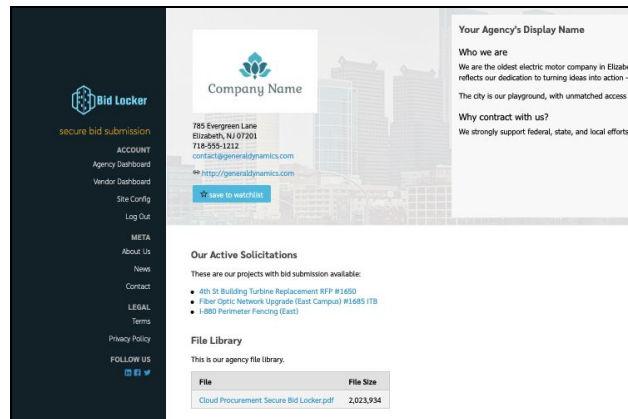 Bid Locker
secure bid submission
ACCOUNT
Agency Dashboard
Vendor Dashboard
Site Config
Log Out
META
About Us
News
Contact
LEGAL
Terms
Privacy Policy
FOLLOW US
Company Name
785 Evergreen Lane
Elizabeth, NJ 07201
718-555-1212
contact@generaldynamics.com
http://generaldynamics.com
save to watchlist
Your Agency's Display Name
Who we are
We are the oldest electric motor company in Elizabe
reflects our dedication to turning ideas into action -
The city is our playground, with unmatched access
Why contract with us?
We strongly support federal, state, and local efforts
Our Active Solicitations
These are our projects with bid submission available:
4th St Building Turbine Replacement RFP #1650
Fiber Optic Network Upgrade (East Campus) #1685 ITB
I-880 Perimeter Fencing (East)
File Library
This is our agency file library.
File File Size
Cloud Procurement Secure Bid Locker.pdf 2,023,934